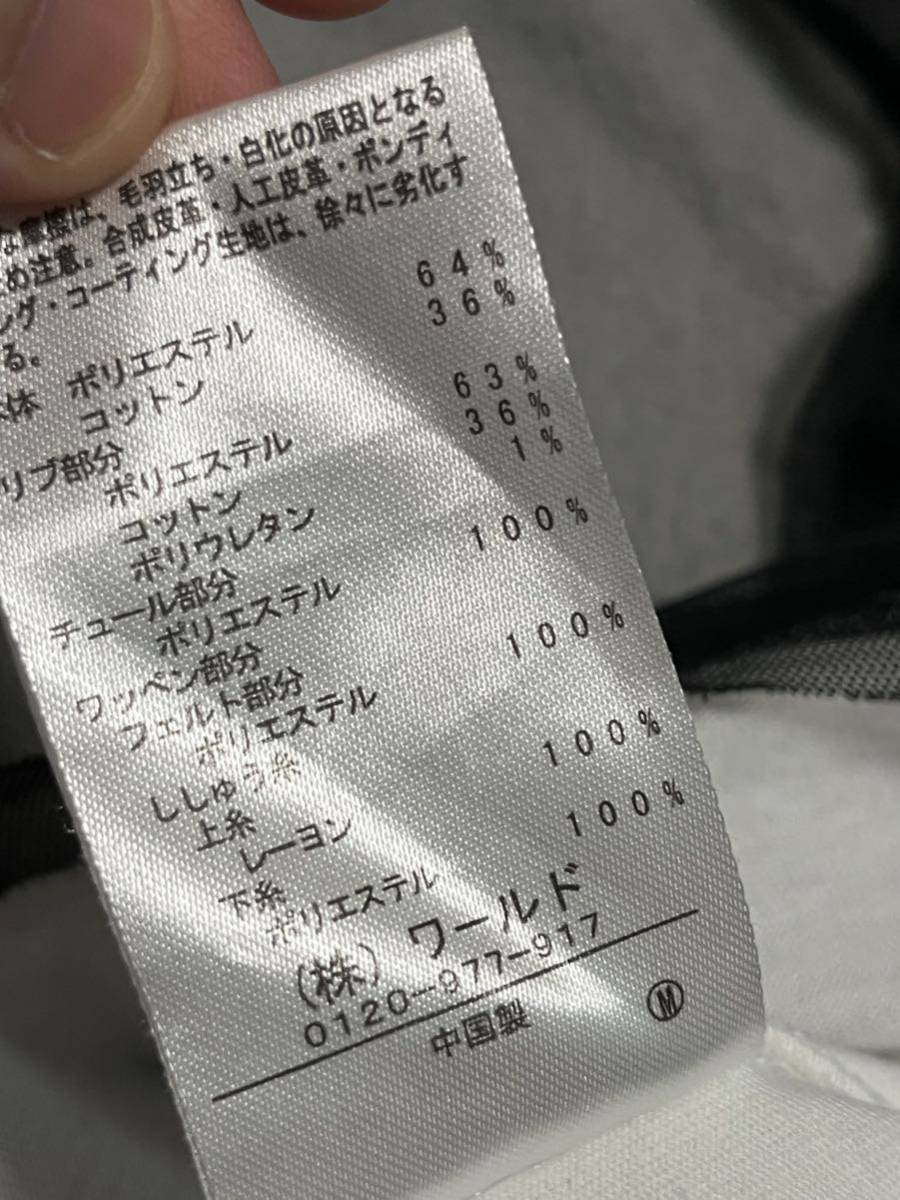 な摩擦は、毛羽立ち・白化の原因となる
め注意。合成皮革・人工皮革・ボンディ
ング・コーティング生地は、徐々に劣化す
る。
体 ポリエステル 64%
コットン 36%
リブ部分
ポリエステル 63%
コットン 36%
ポリウレタン 1%
チュール部分
ポリエステル 100%
ワッペン部分
フェルト部分
ポリエステル 100%
ししゅう糸
上糸
レーヨン 100%
下糸
ポリエステル 100%
(株) ワールド
0120-977-917
中国製 Ⓜ